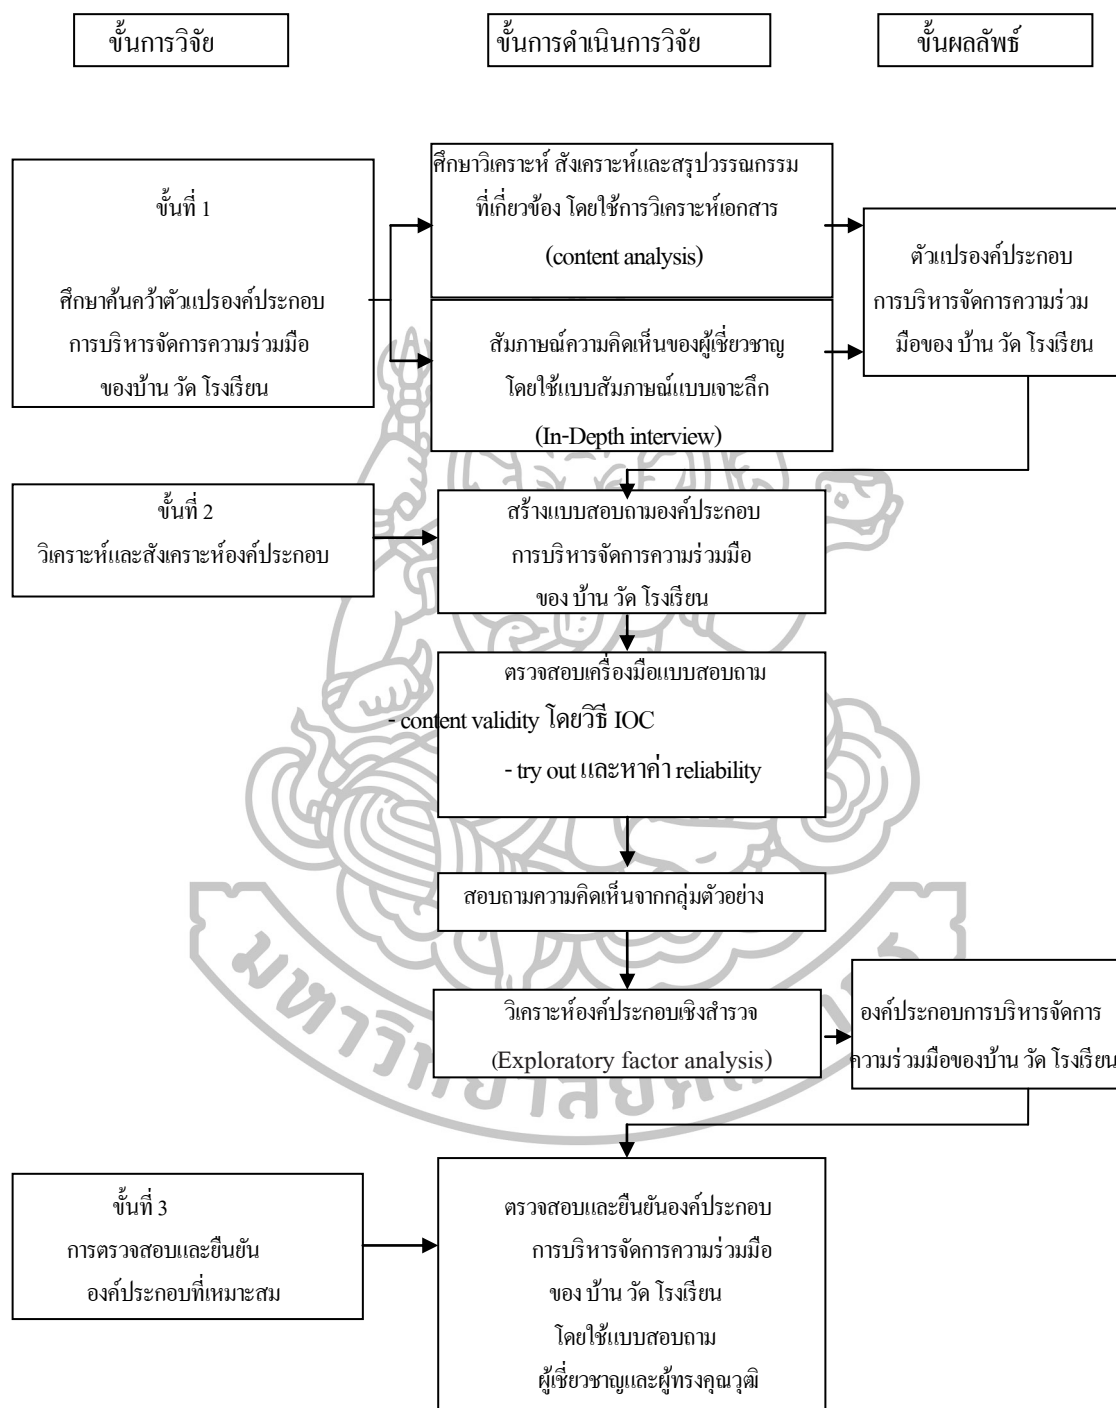 ขั้นการวิจัย
ขั้นการดำเนินการวิจัย
ขั้นผลลัพธ์
ขั้นที่ 1
ศึกษาค้นคว้าตัวแปรองค์ประกอบ
การบริหารจัดการความร่วมมือ
ของบ้าน วัด โรงเรียน
ศึกษาวิเคราะห์ สังเคราะห์และสรุปวรรณกรรม
ที่เกี่ยวข้อง โดยใช้การวิเคราะห์เอกสาร
(content analysis)
สัมภาษณ์ความคิดเห็นของผู้เชี่ยวชาญ
โดยใช้แบบสัมภาษณ์แบบเจาะลึก
(In-Depth interview)
ตัวแปรองค์ประกอบ
การบริหารจัดการความร่วม
มือของ บ้าน วัด โรงเรียน
ขั้นที่ 2
วิเคราะห์และสังเคราะห์องค์ประกอบ
สร้างแบบสอบถามองค์ประกอบ
การบริหารจัดการความร่วมมือ
ของ บ้าน วัด โรงเรียน
ตรวจสอบเครื่องมือแบบสอบถาม
- content validity โดยวิธี IOC
- try out และหาค่า reliability
สอบถามความคิดเห็นจากกลุ่มตัวอย่าง
วิเคราะห์องค์ประกอบเชิงสำรวจ
(Exploratory factor analysis)
องค์ประกอบการบริหารจัดการ
ความร่วมมือของบ้าน วัด โรงเรียน
ขั้นที่ 3
การตรวจสอบและยืนยัน
องค์ประกอบที่เหมาะสม
ตรวจสอบและยืนยันองค์ประกอบ
การบริหารจัดการความร่วมมือ
ของ บ้าน วัด โรงเรียน
โดยใช้แบบสอบถาม
ผู้เชี่ยวชาญและผู้ทรงคุณวุฒิ